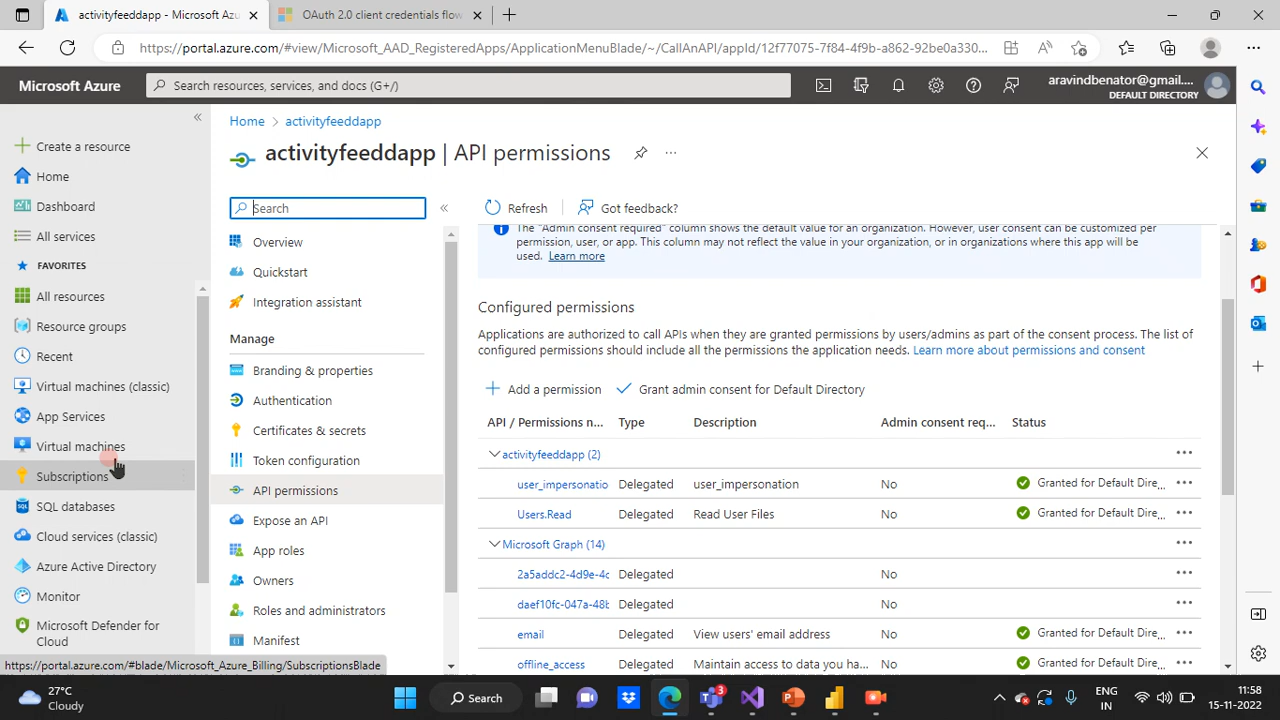 activityfeeddapp - Microsoft Azu
OAuth 2.0 client credentials flow
https://portal.azure.com/#view/Microsoft_AAD_RegisteredApps/ApplicationMenuBlade/~/CallAnAPI/appId/12f77075-7f84-4f9b-a862-92be0a330...
Microsoft Azure
Search resources, services, and docs (G+/)
aravindbenator@gmail....
DEFAULT DIRECTORY
Create a resource
Home
Dashboard
All services
FAVORITES
All resources
Resource groups
Recent
Virtual machines (classic)
App Services
Virtual machines
Subscriptions
SQL databases
Cloud services (classic)
Azure Active Directory
Monitor
Microsoft Defender for
Cloud
https://portal.azure.com/#blade/Microsoft_Azure_Billing/SubscriptionsBlade
Home > activityfeeddapp
activityfeeddapp | API permissions
Search
Overview
Quickstart
Integration assistant
Manage
Branding & properties
Authentication
Certificates & secrets
Token configuration
API permissions
Expose an API
App roles
Owners
Roles and administrators
Manifest
Refresh
Got feedback?
The "Admin consent required" column shows the default value for an organization. However, user consent can be customized per
permission, user, or app. This column may not reflect the value in your organization, or in organizations where this app will be
used. Learn more
Configured permissions
Applications are authorized to call APIs when they are granted permissions by users/admins as part of the consent process. The list of
configured permissions should include all the permissions the application needs. Learn more about permissions and consent
Add a permission
Grant admin consent for Default Directory
API / Permissions n... Type Description Admin consent req... Status
activityfeeddapp (2)
user_impersonatio Delegated user_impersonation No Granted for Default Dire...
Users.Read Delegated Read User Files No Granted for Default Dire...
Microsoft Graph (14)
2a5addc2-4d9e-4c Delegated No
daef10fc-047a-48b Delegated No
email Delegated View users' email address No Granted for Default Dire...
offline_access Delegated Maintain access to data you ha... No Granted for Default Dire...
27°C
Cloudy
Search
3
ENG
IN
11:58
15-11-2022